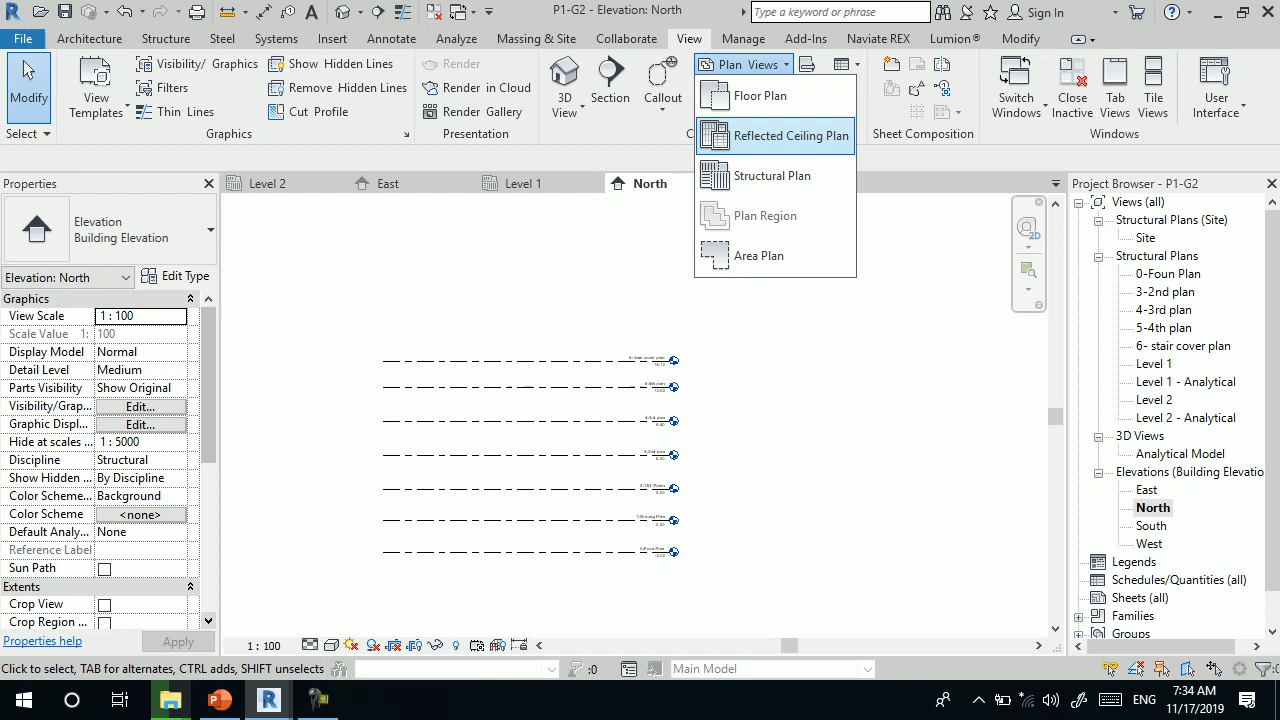 P1-G2 - Elevation: North
Type a keyword or phrase
Sign In
File
Architecture
Structure
Steel
Systems
Insert
Annotate
Analyze
Massing & Site
Collaborate
View
Manage
Add-Ins
Naviate REX
Lumion®
Modify
Modify
Select
View
Templates
Visibility/ Graphics
Filters
Thin Lines
Show Hidden Lines
Remove Hidden Lines
Cut Profile
Graphics
Render
Render in Cloud
Render Gallery
Presentation
3D
View
Section
Callout
Plan Views
Floor Plan
Reflected Ceiling Plan
Structural Plan
Plan Region
Area Plan
Sheet Composition
Switch
Windows
Close
Inactive
Tab
Views
Tile
Views
Windows
User
Interface
Properties
Level 2
East
Level 1
North
Project Browser - P1-G2
Elevation
Building Elevation
Elevation: North
Edit Type
Graphics
View Scale 1 : 100
Scale Value 1: 100
Display Model Normal
Detail Level Medium
Parts Visibility Show Original
Visibility/Grap... Edit...
Graphic Displ... Edit...
Hide at scales ... 1 : 5000
Discipline Structural
Show Hidden ... By Discipline
Color Scheme... Background
Color Scheme <none>
Default Analy... None
Reference Label
Sun Path
Extents
Crop View
Crop Region ...
Properties help
Apply
2D
Views (all)
Structural Plans (Site)
Site
Structural Plans
0-Foun Plan
3-2nd plan
4-3rd plan
5-4th plan
6- stair cover plan
Level 1
Level 1 - Analytical
Level 2
Level 2 - Analytical
3D Views
Analytical Model
Elevations (Building Elevatio
East
North
South
West
Legends
Schedules/Quantities (all)
Sheets (all)
Families
Groups
1 : 100
Click to select, TAB for alternates, CTRL adds, SHIFT unselects
:0
Main Model
:0
ENG
7:34 AM
11/17/2019